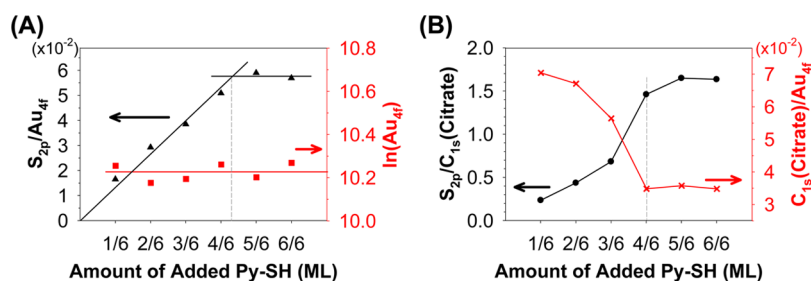 (A)
(x10⁻²)
S₂ₚ/Au₄f
6
5
4
3
2
1
0
10.8
10.6
10.4
10.2
10.0
ln(Au₄f)
1/6 2/6 3/6 4/6 5/6 6/6
Amount of Added Py-SH (ML)
(B)
S₂ₚ/C₁ₛ(Citrate)
2.0
1.5
1.0
0.5
0.0
(x10⁻²)
7
6
5
4
3
C₁ₛ(Citrate)/Au₄f
1/6 2/6 3/6 4/6 5/6 6/6
Amount of Added Py-SH (ML)